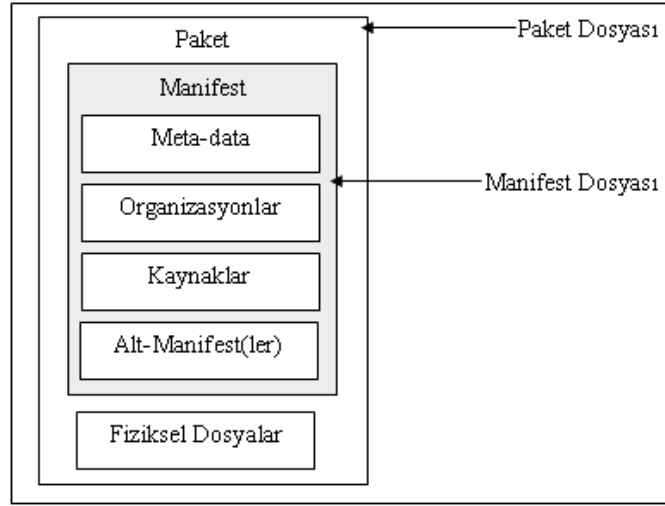 Paket
Paket Dosyası
Manifest
Meta-data
Manifest Dosyası
Organizasyonlar
Kaynaklar
Alt-Manifest(ler)
Fiziksel Dosyalar